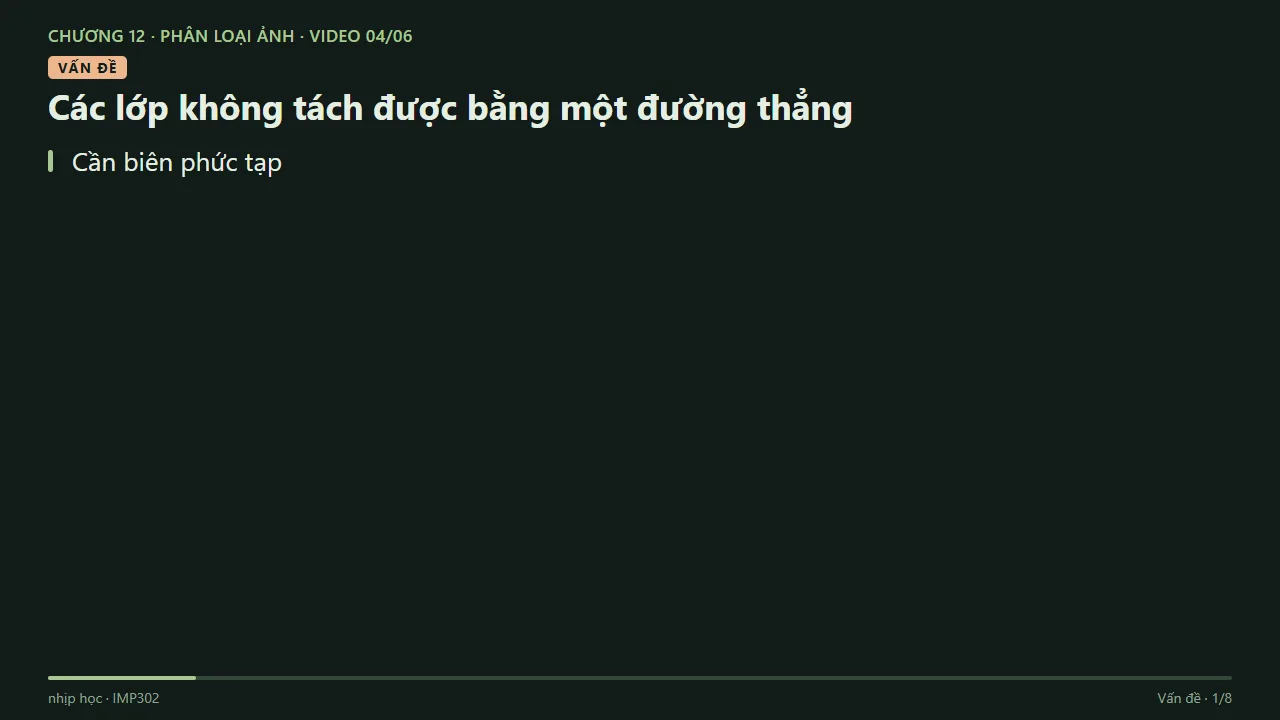 CHƯƠNG 12 · PHÂN LOẠI ẢNH · VIDEO 04/06
VẤN ĐỀ
Các lớp không tách được bằng một đường thẳng
Cần biên phức tạp
nhịp học · IMP302
Vấn đề · 1/8